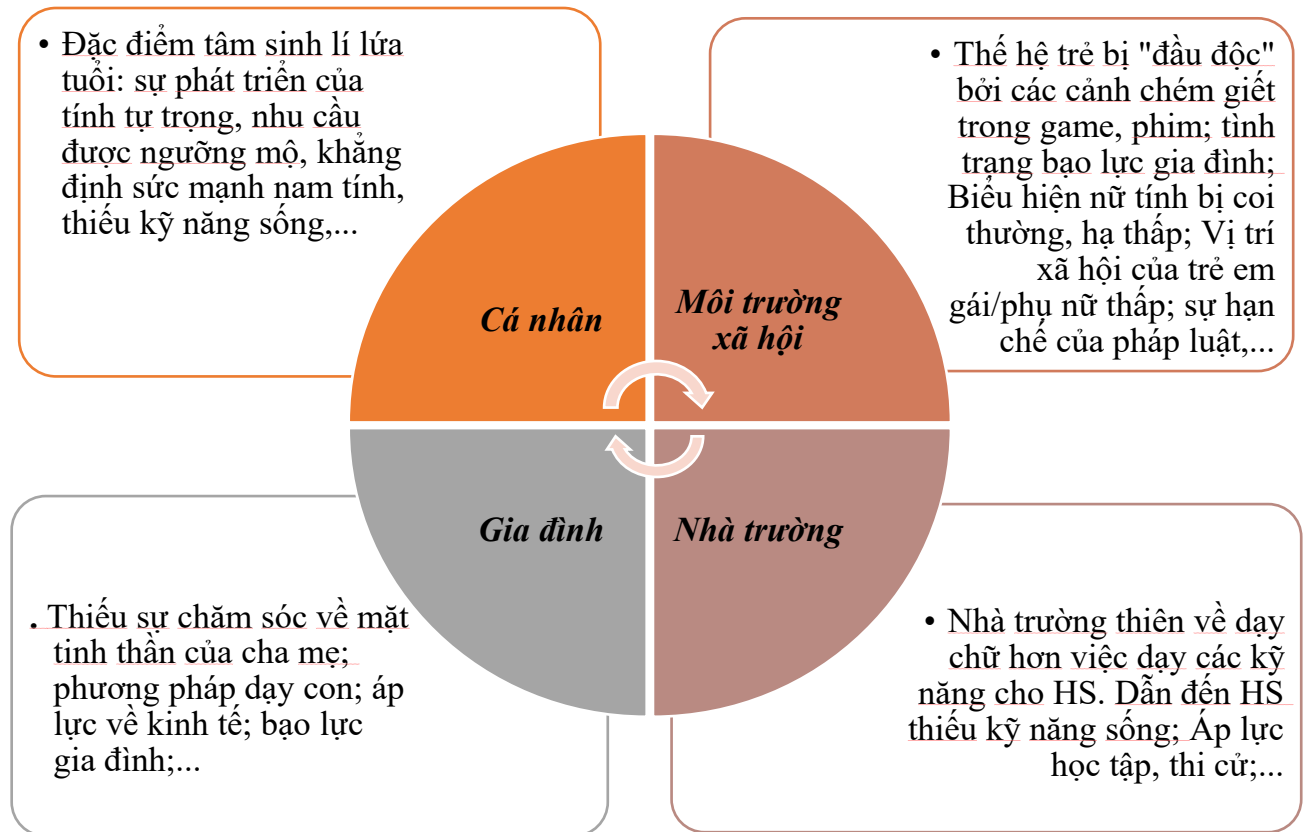 • Đặc điểm tâm sinh lí lứa
tuổi: sự phát triển của
tính tự trọng, nhu cầu
được ngưỡng mộ, khẳng
định sức mạnh nam tính,
thiếu kỹ năng sống,...
• Thế hệ trẻ bị "đầu độc"
bởi các cảnh chém giết
trong game, phim; tình
trạng bạo lực gia đình;
Biểu hiện nữ tính bị coi
thường, hạ thấp; Vị trí
xã hội của trẻ em
gái/phụ nữ thấp; sự hạn
chế của pháp luật,...
Cá nhân
Môi trường
xã hội
Gia đình
Nhà trường
. Thiếu sự chăm sóc về mặt
tinh thần của cha mẹ;
phương pháp dạy con; áp
lực về kinh tế; bạo lực
gia đình;...
• Nhà trường thiên về dạy
chữ hơn việc dạy các kỹ
năng cho HS. Dẫn đến HS
thiếu kỹ năng sống; Áp lực
học tập, thi cử;...